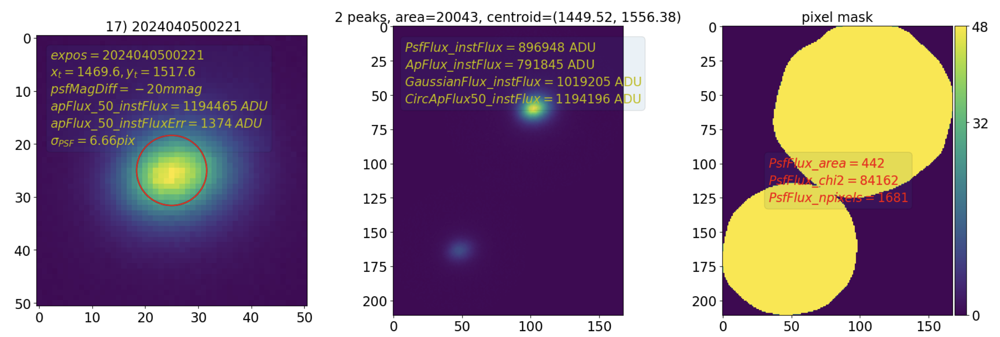 17) 2024040500221
0
10
20
30
40
50
0
10
20
30
40
50
expos = 2024040500221
xₜ = 1469.6, yₜ = 1517.6
psfMagDiff = −20mmag
apFlux_50_instFlux = 1194465 ADU
apFlux_50_instFluxErr = 1374 ADU
σPSF = 6.66pix
2 peaks, area=20043, centroid=(1449.52, 1556.38)
0
25
50
75
100
125
150
175
200
0
50
100
150
PsfFlux_instFlux = 896948 ADU
ApFlux_instFlux = 791845 ADU
GaussianFlux_instFlux = 1019205 ADU
CircApFlux50_instFlux = 1194196 ADU
pixel mask
0
25
50
75
100
125
150
175
200
0
50
100
150
PsfFlux_area = 442
PsfFlux_chi2 = 84162
PsfFlux_npixels = 1681
48
32
0